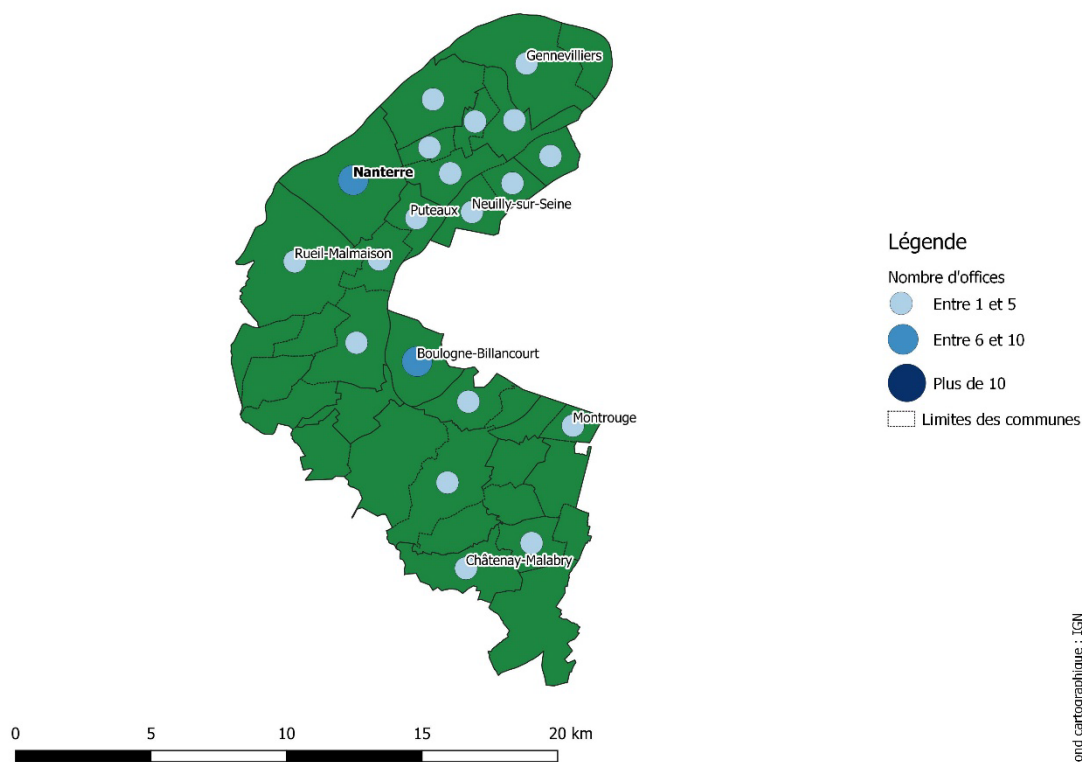 Gennevilliers
Nanterre
Puteaux
Neuilly-sur-Seine
Rueil-Malmaison
Boulogne-Billancourt
Montrouge
Châtenay-Malabry
Légende
Nombre d'offices
Entre 1 et 5
Entre 6 et 10
Plus de 10
Limites des communes
0 5 10 15 20 km
ond cartographique : IGN